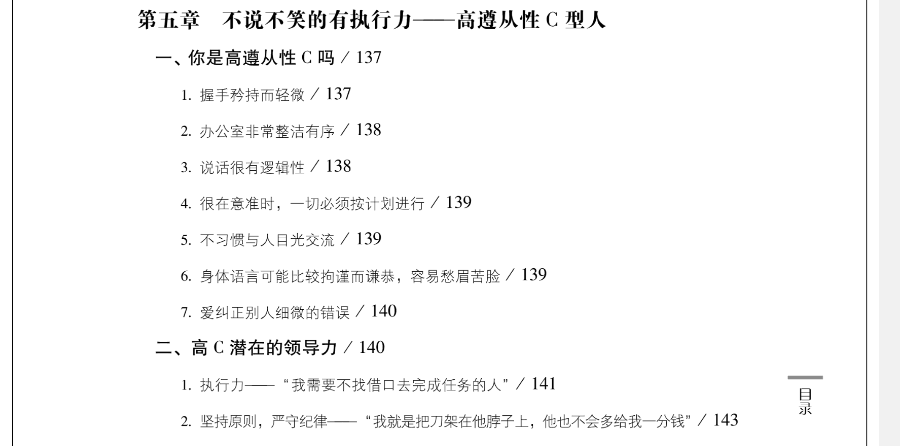 第五章 不说不笑的有执行力——高遵从性 C 型人
一、你是高遵从性 C 吗 / 137
1. 握手矜持而轻微 / 137
2. 办公室非常整洁有序 / 138
3. 说话很有逻辑性 / 138
4. 很在意准时，一切必须按计划进行 / 139
5. 不习惯与人目光交流 / 139
6. 身体语言可能比较拘谨而谦恭，容易愁眉苦脸 / 139
7. 爱纠正别人细微的错误 / 140
二、高 C 潜在的领导力 / 140
1. 执行力——“我需要不找借口去完成任务的人” / 141
2. 坚持原则，严守纪律——“我就是把刀架在他脖子上，他也不会多给我一分钱” / 143
目录